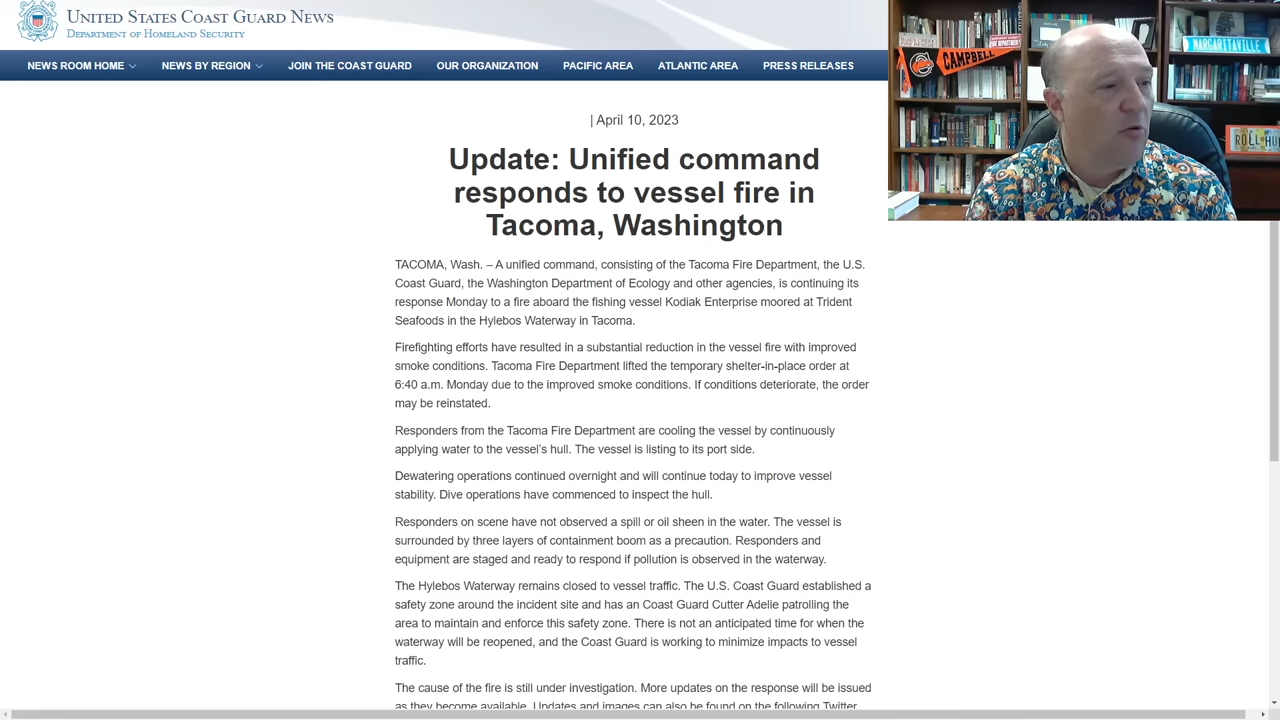 UNITED STATES COAST GUARD NEWS
DEPARTMENT OF HOMELAND SECURITY
NEWS ROOM HOME
NEWS BY REGION
JOIN THE COAST GUARD
OUR ORGANIZATION
PACIFIC AREA
ATLANTIC AREA
PRESS RELEASES
CAMPBELL
MARGARITAVILLE
| April 10, 2023
Update: Unified command
responds to vessel fire in
Tacoma, Washington
TACOMA, Wash. – A unified command, consisting of the Tacoma Fire Department, the U.S.
Coast Guard, the Washington Department of Ecology and other agencies, is continuing its
response Monday to a fire aboard the fishing vessel Kodiak Enterprise moored at Trident
Seafoods in the Hylebos Waterway in Tacoma.
Firefighting efforts have resulted in a substantial reduction in the vessel fire with improved
smoke conditions. Tacoma Fire Department lifted the temporary shelter-in-place order at
6:40 a.m. Monday due to the improved smoke conditions. If conditions deteriorate, the order
may be reinstated.
Responders from the Tacoma Fire Department are cooling the vessel by continuously
applying water to the vessel's hull. The vessel is listing to its port side.
Dewatering operations continued overnight and will continue today to improve vessel
stability. Dive operations have commenced to inspect the hull.
Responders on scene have not observed a spill or oil sheen in the water. The vessel is
surrounded by three layers of containment boom as a precaution. Responders and
equipment are staged and ready to respond if pollution is observed in the waterway.
The Hylebos Waterway remains closed to vessel traffic. The U.S. Coast Guard established a
safety zone around the incident site and has an Coast Guard Cutter Adelie patrolling the
area to maintain and enforce this safety zone. There is not an anticipated time for when the
waterway will be reopened, and the Coast Guard is working to minimize impacts to vessel
traffic.
The cause of the fire is still under investigation. More updates on the response will be issued
as they become available. Updates and images can also be found on the following Twitter